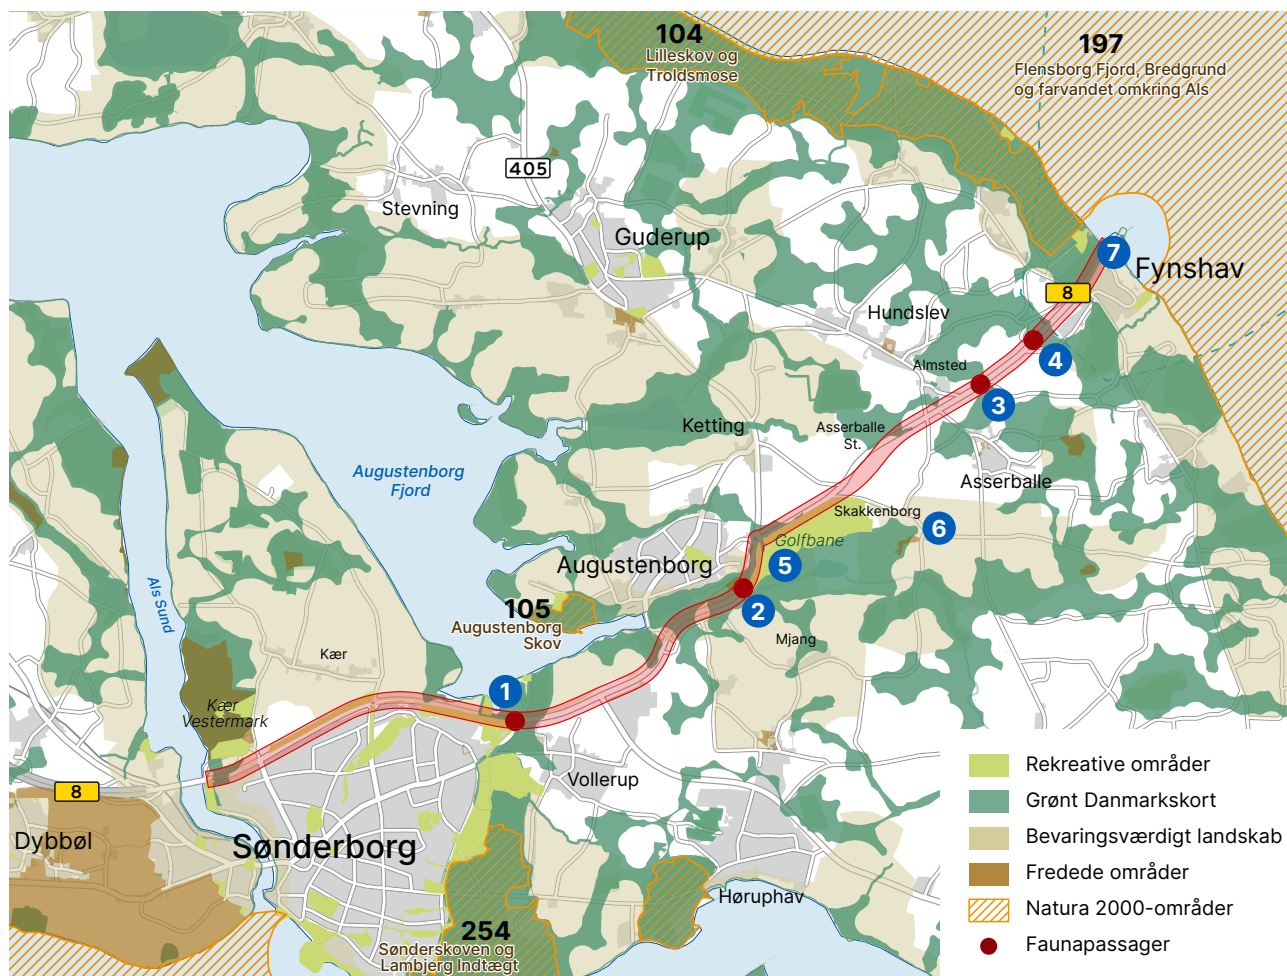 104
Lilleskov og
Troldsmose
197
Flensborg Fjord, Bredgrund
og farvandet omkring Als
405
Stevning
Guderup
7
Fynshav
8
Hundslev
4
Almsted
3
Ketting
Asserballe
St.
Augustenborg
Fjord
Asserballe
Skakkenborg
6
Golfbane
5
Augustenborg
2
105
Augustenborg
Skov
Als Sund
Mjang
Kær
1
Kær
Vestermark
Vollerup
8
Dybbøl
Sønderborg
Høruphav
254
Sønderskoven og
Lambjerg Indtægt
Rekreative områder
Grønt Danmarkskort
Bevaringsværdigt landskab
Fredede områder
Natura 2000-områder
Faunapassager